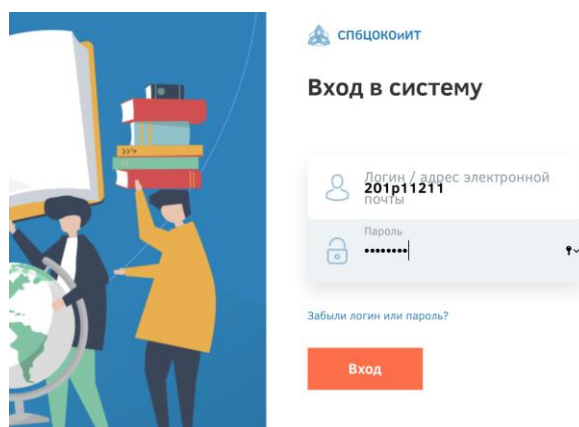 СПбЦОКОиИТ
Вход в систему
Логин / адрес электронной
201p11211
почты
Пароль
••••••••
Забыли логин или пароль?
Вход